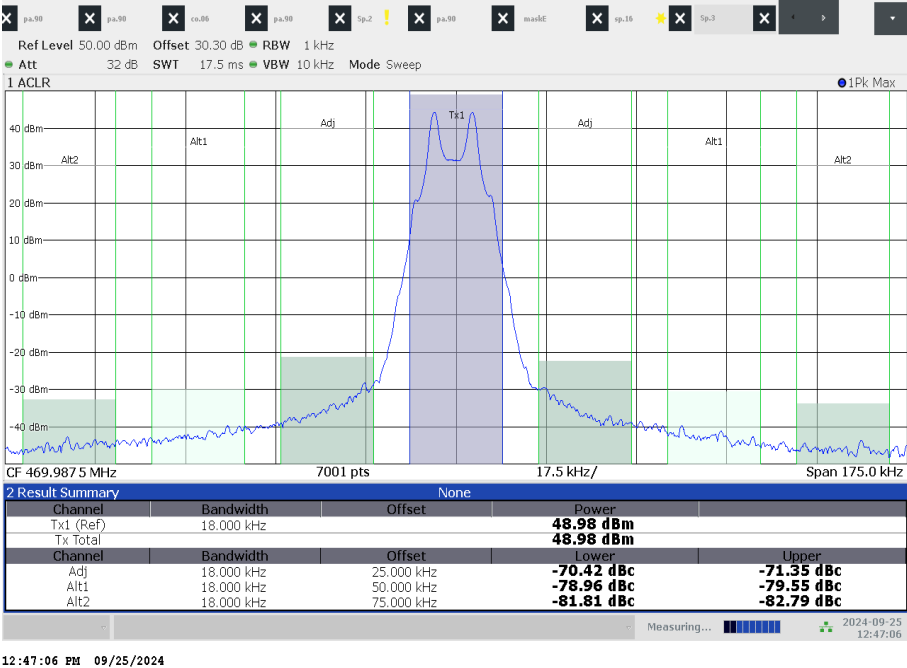 pa.90 pa.90 co.06 pa.90 Sp.2 pa.90 maskE sp.16 Sp.3
Ref Level 50.00 dBm Offset 30.30 dB RBW 1 kHz
Att 32 dB SWT 17.5 ms VBW 10 kHz Mode Sweep
1 ACLR 1Pk Max
Tx1
Adj Adj
40 dBm
Alt1 Alt1
Alt2 Alt2
30 dBm
20 dBm
10 dBm
0 dBm
-10 dBm
-20 dBm
-30 dBm
-40 dBm
CF 469.9875 MHz 7001 pts 17.5 kHz/ Span 175.0 kHz
2 Result Summary None
Channel Bandwidth Offset Power
Tx1 (Ref) 18.000 kHz 48.98 dBm
Tx Total 48.98 dBm
Channel Bandwidth Offset Lower Upper
Adj 18.000 kHz 25.000 kHz -70.42 dBc -71.35 dBc
Alt1 18.000 kHz 50.000 kHz -78.96 dBc -79.55 dBc
Alt2 18.000 kHz 75.000 kHz -81.81 dBc -82.79 dBc
Measuring... 2024-09-25
12:47:06
12:47:06 PM 09/25/2024